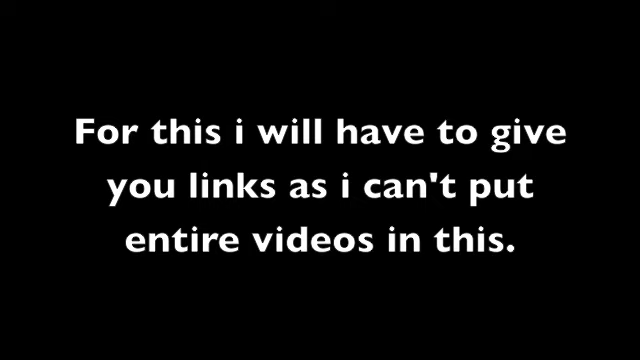 For this i will have to give
you links as i can't put
entire videos in this.